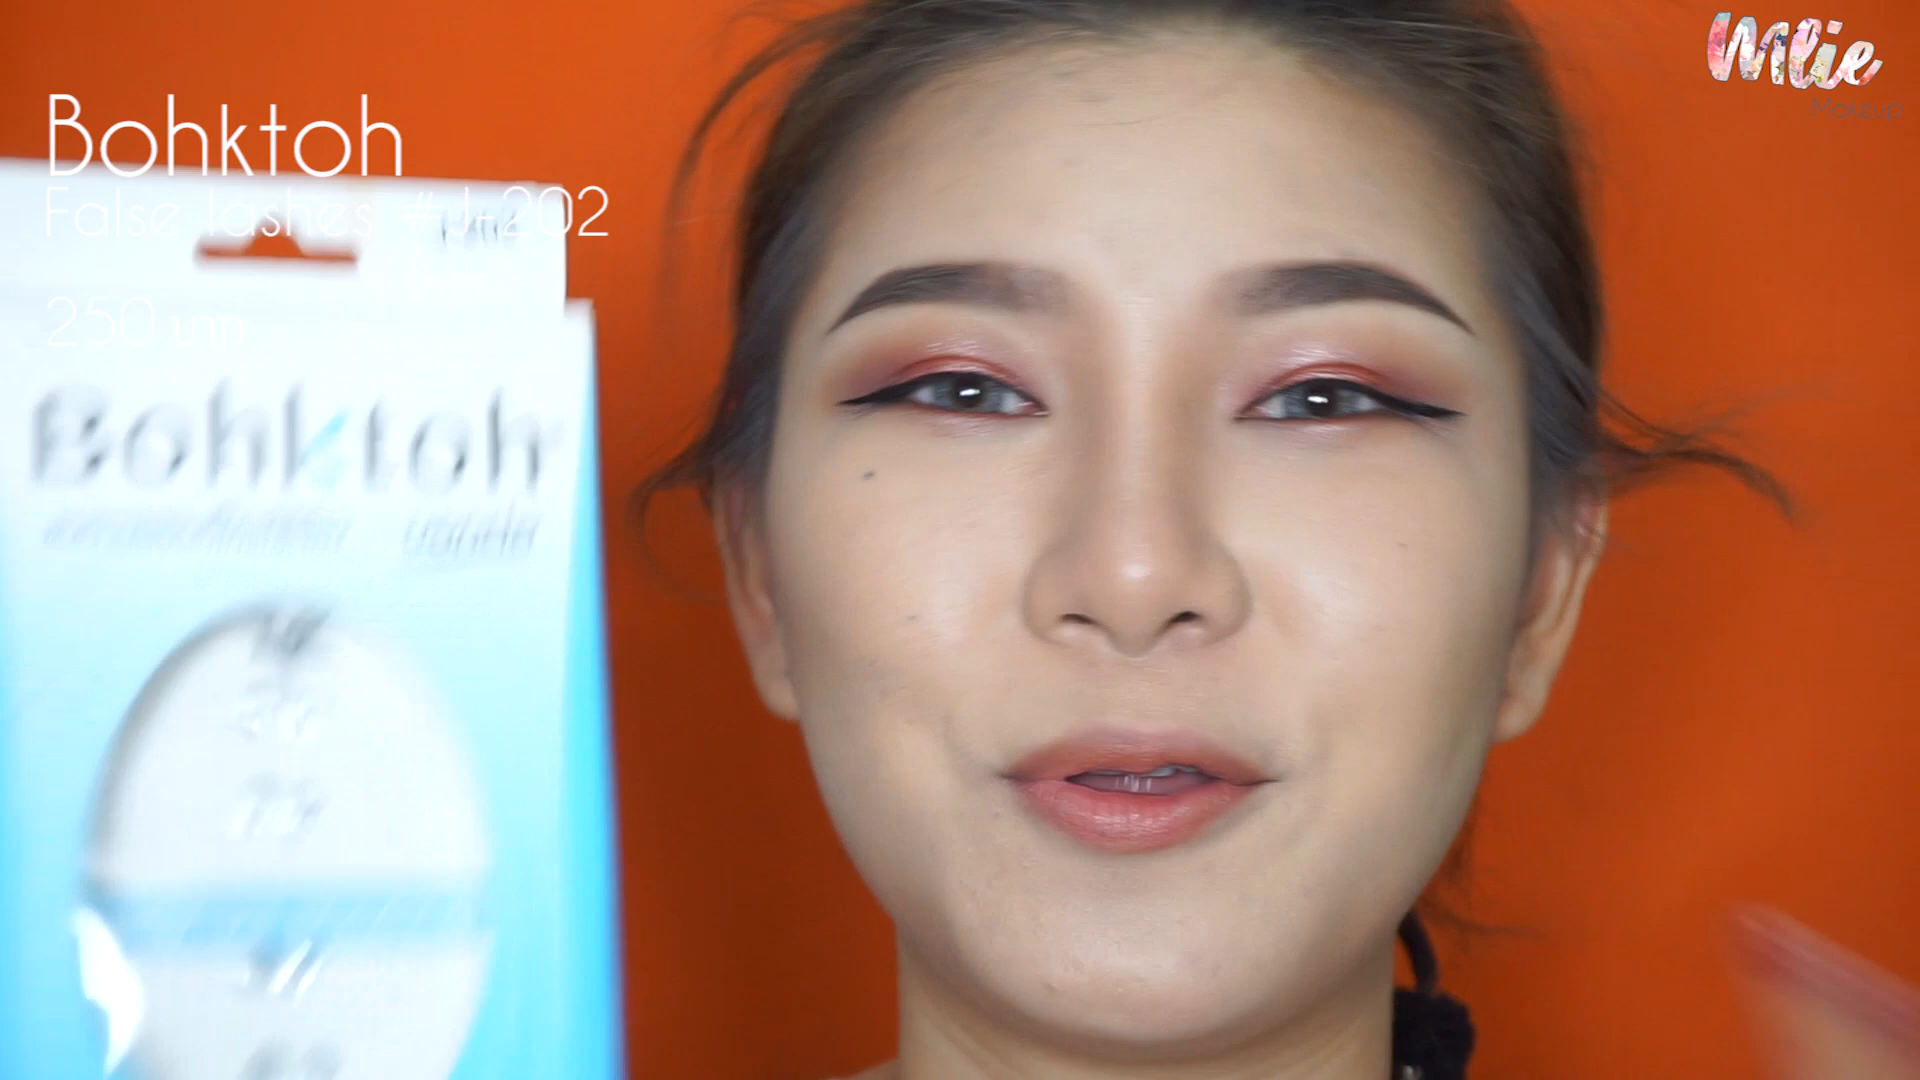 Mlie
Makeup
Bohktoh
False lashes #J-202
250 บาท
Bohktoh